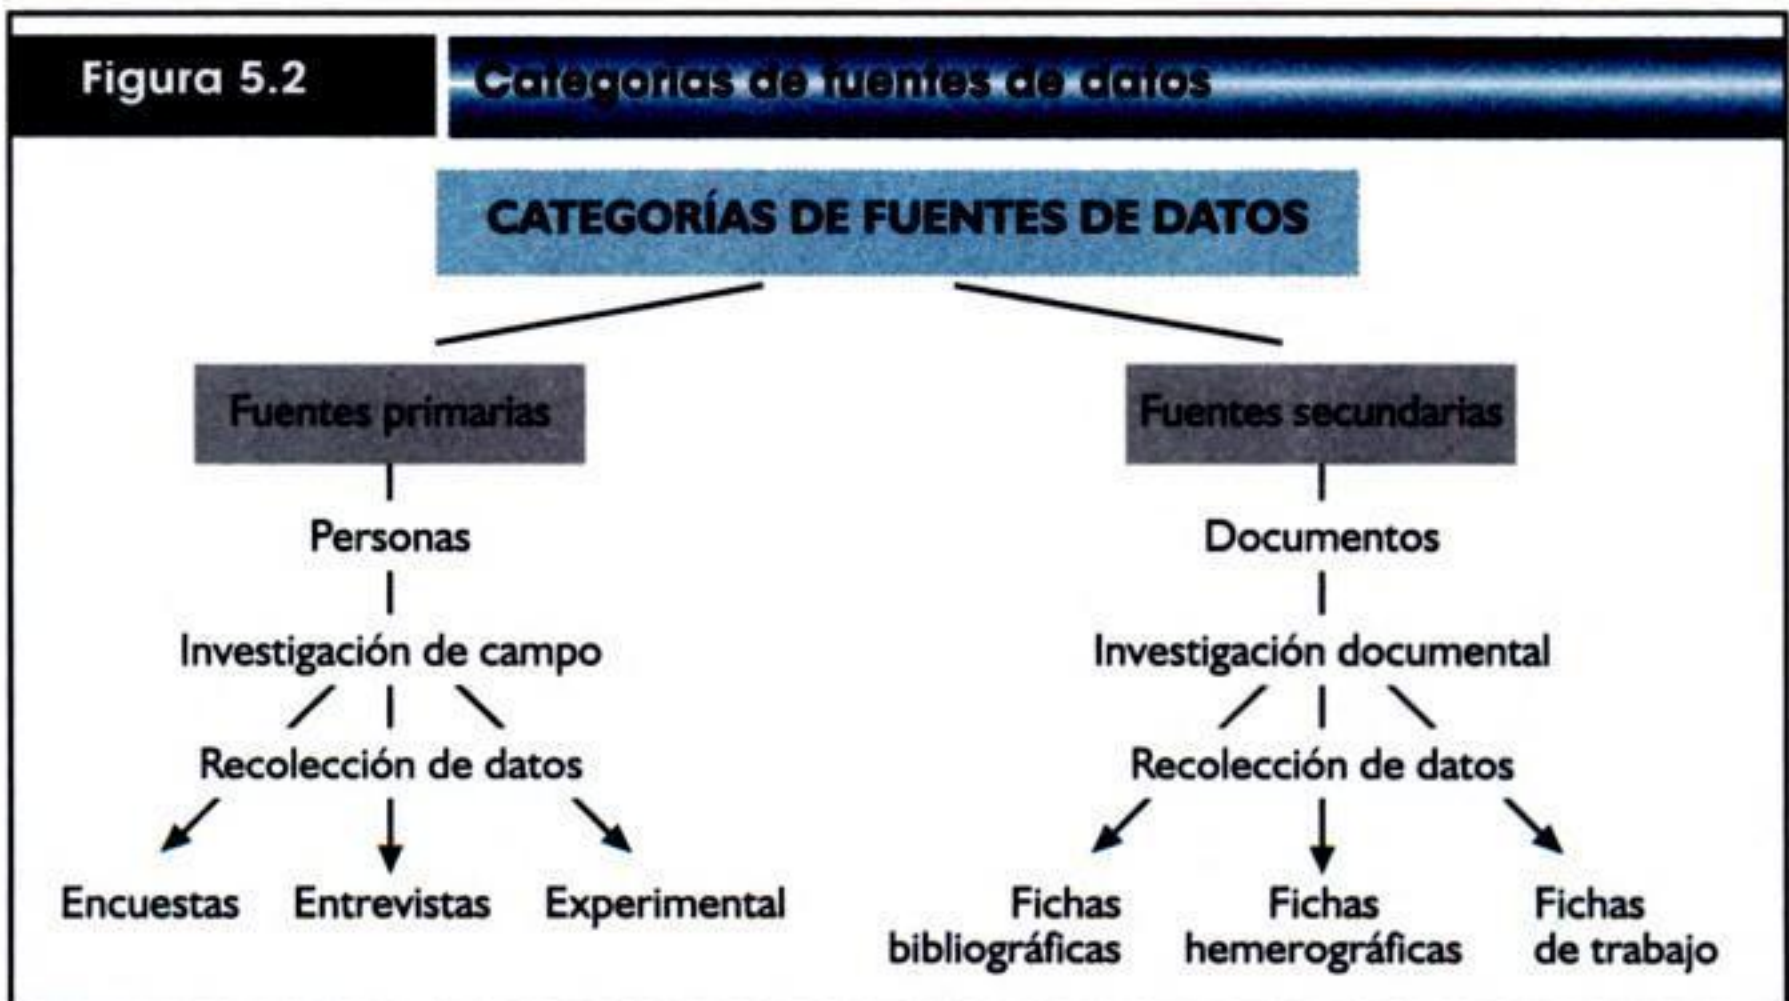 Figura 5.2
Categorías de fuentes de datos
CATEGORÍAS DE FUENTES DE DATOS
Fuentes primarias
Fuentes secundarias
Personas
Documentos
Investigación de campo
Investigación documental
Recolección de datos
Recolección de datos
Encuestas
Entrevistas
Experimental
Fichas
bibliográficas
Fichas
hemerográficas
Fichas
de trabajo